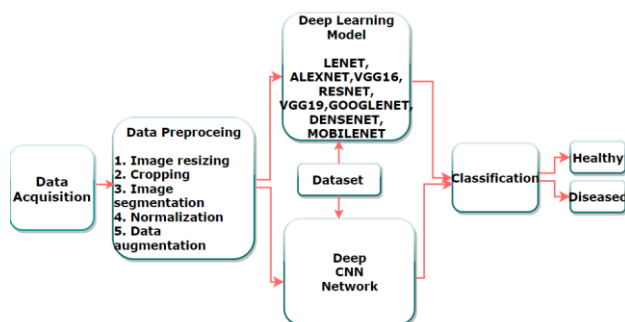 Data
Acquisition
Data Preproceing
1. Image resizing
2. Cropping
3. Image
segmentation
4. Normalization
5. Data
augmentation
Deep Learning
Model
LENET,
ALEXNET,VGG16,
RESNET,
VGG19,GOOGLENET,
DENSENET,
MOBILENET
Dataset
Deep
CNN
Network
Classification
Healthy
Diseased